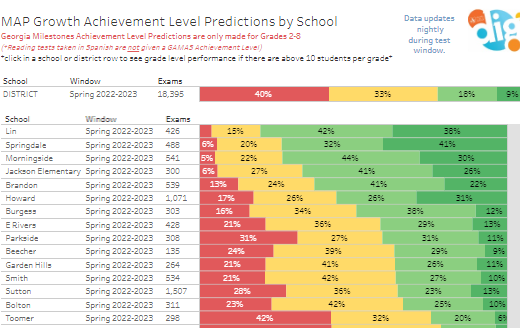 MAP Growth Achievement Level Predictions by School
Georgia Milestones Achievement Level Predictions are only made for Grades 2-8
(*Reading tests taken in Spanish are not given a GAMAS Achievement Level)
*click in a school or district row to see grade level performance if there are above 10 students per grade*
Data updates
nightly
during test
window.
dig
School Window Exams
DISTRICT Spring 2022-2023 18,395 40% 33% 18% 9%
School Window Exams
Lin Spring 2022-2023 426 15% 42% 38%
Springdale Spring 2022-2023 488 6% 20% 32% 41%
Morningside Spring 2022-2023 541 5% 22% 44% 30%
Jackson Elementary Spring 2022-2023 300 6% 27% 41% 26%
Brandon Spring 2022-2023 539 13% 24% 41% 22%
Howard Spring 2022-2023 1,071 17% 26% 26% 31%
Burgess Spring 2022-2023 303 16% 34% 38% 12%
E Rivers Spring 2022-2023 428 21% 36% 29% 13%
Parkside Spring 2022-2023 308 31% 27% 31% 11%
Beecher Spring 2022-2023 135 24% 39% 29% 9%
Garden Hills Spring 2022-2023 264 21% 41% 26% 11%
Smith Spring 2022-2023 534 21% 42% 27% 10%
Sutton Spring 2022-2023 1,507 28% 36% 23% 13%
Bolton Spring 2022-2023 311 23% 42% 25% 10%
Toomer Spring 2022-2023 298 42% 32% 20% 6%